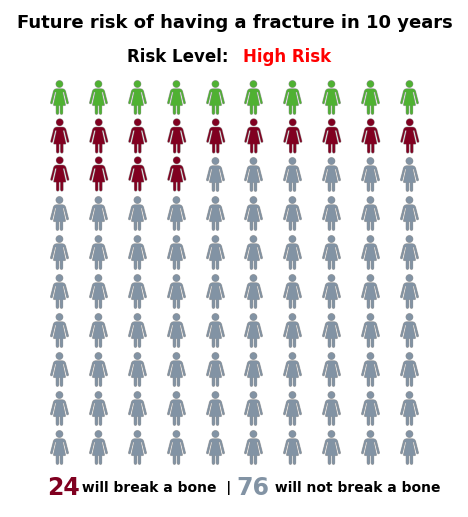 Future risk of having a fracture in 10 years
Risk Level: High Risk
24 will break a bone | 76 will not break a bone